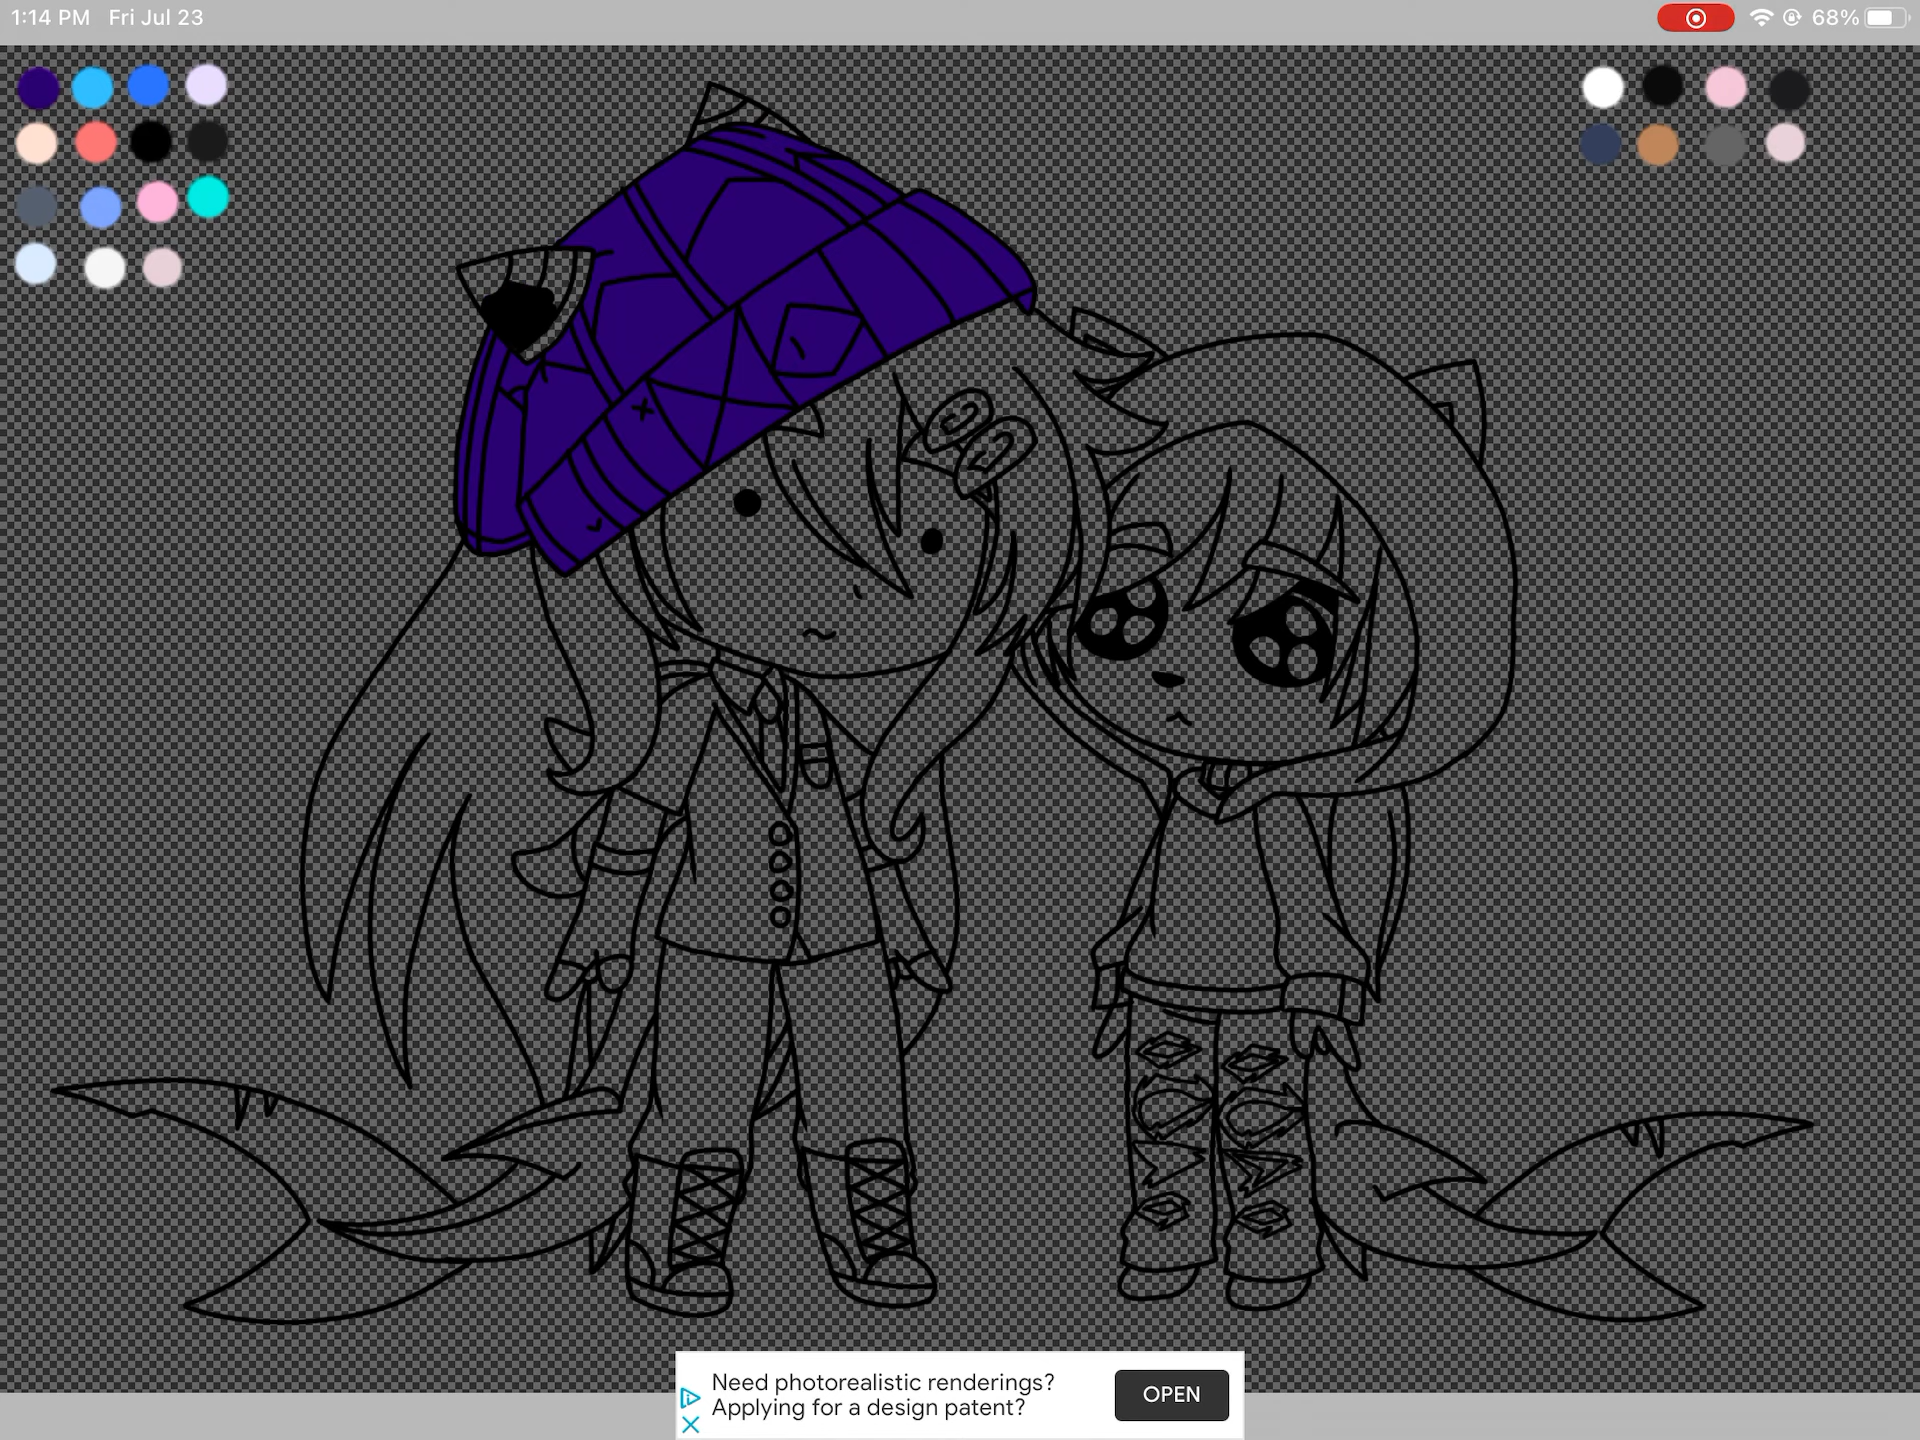 1:14 PM Fri Jul 23
68%
Need photorealistic renderings?
Applying for a design patent?
OPEN